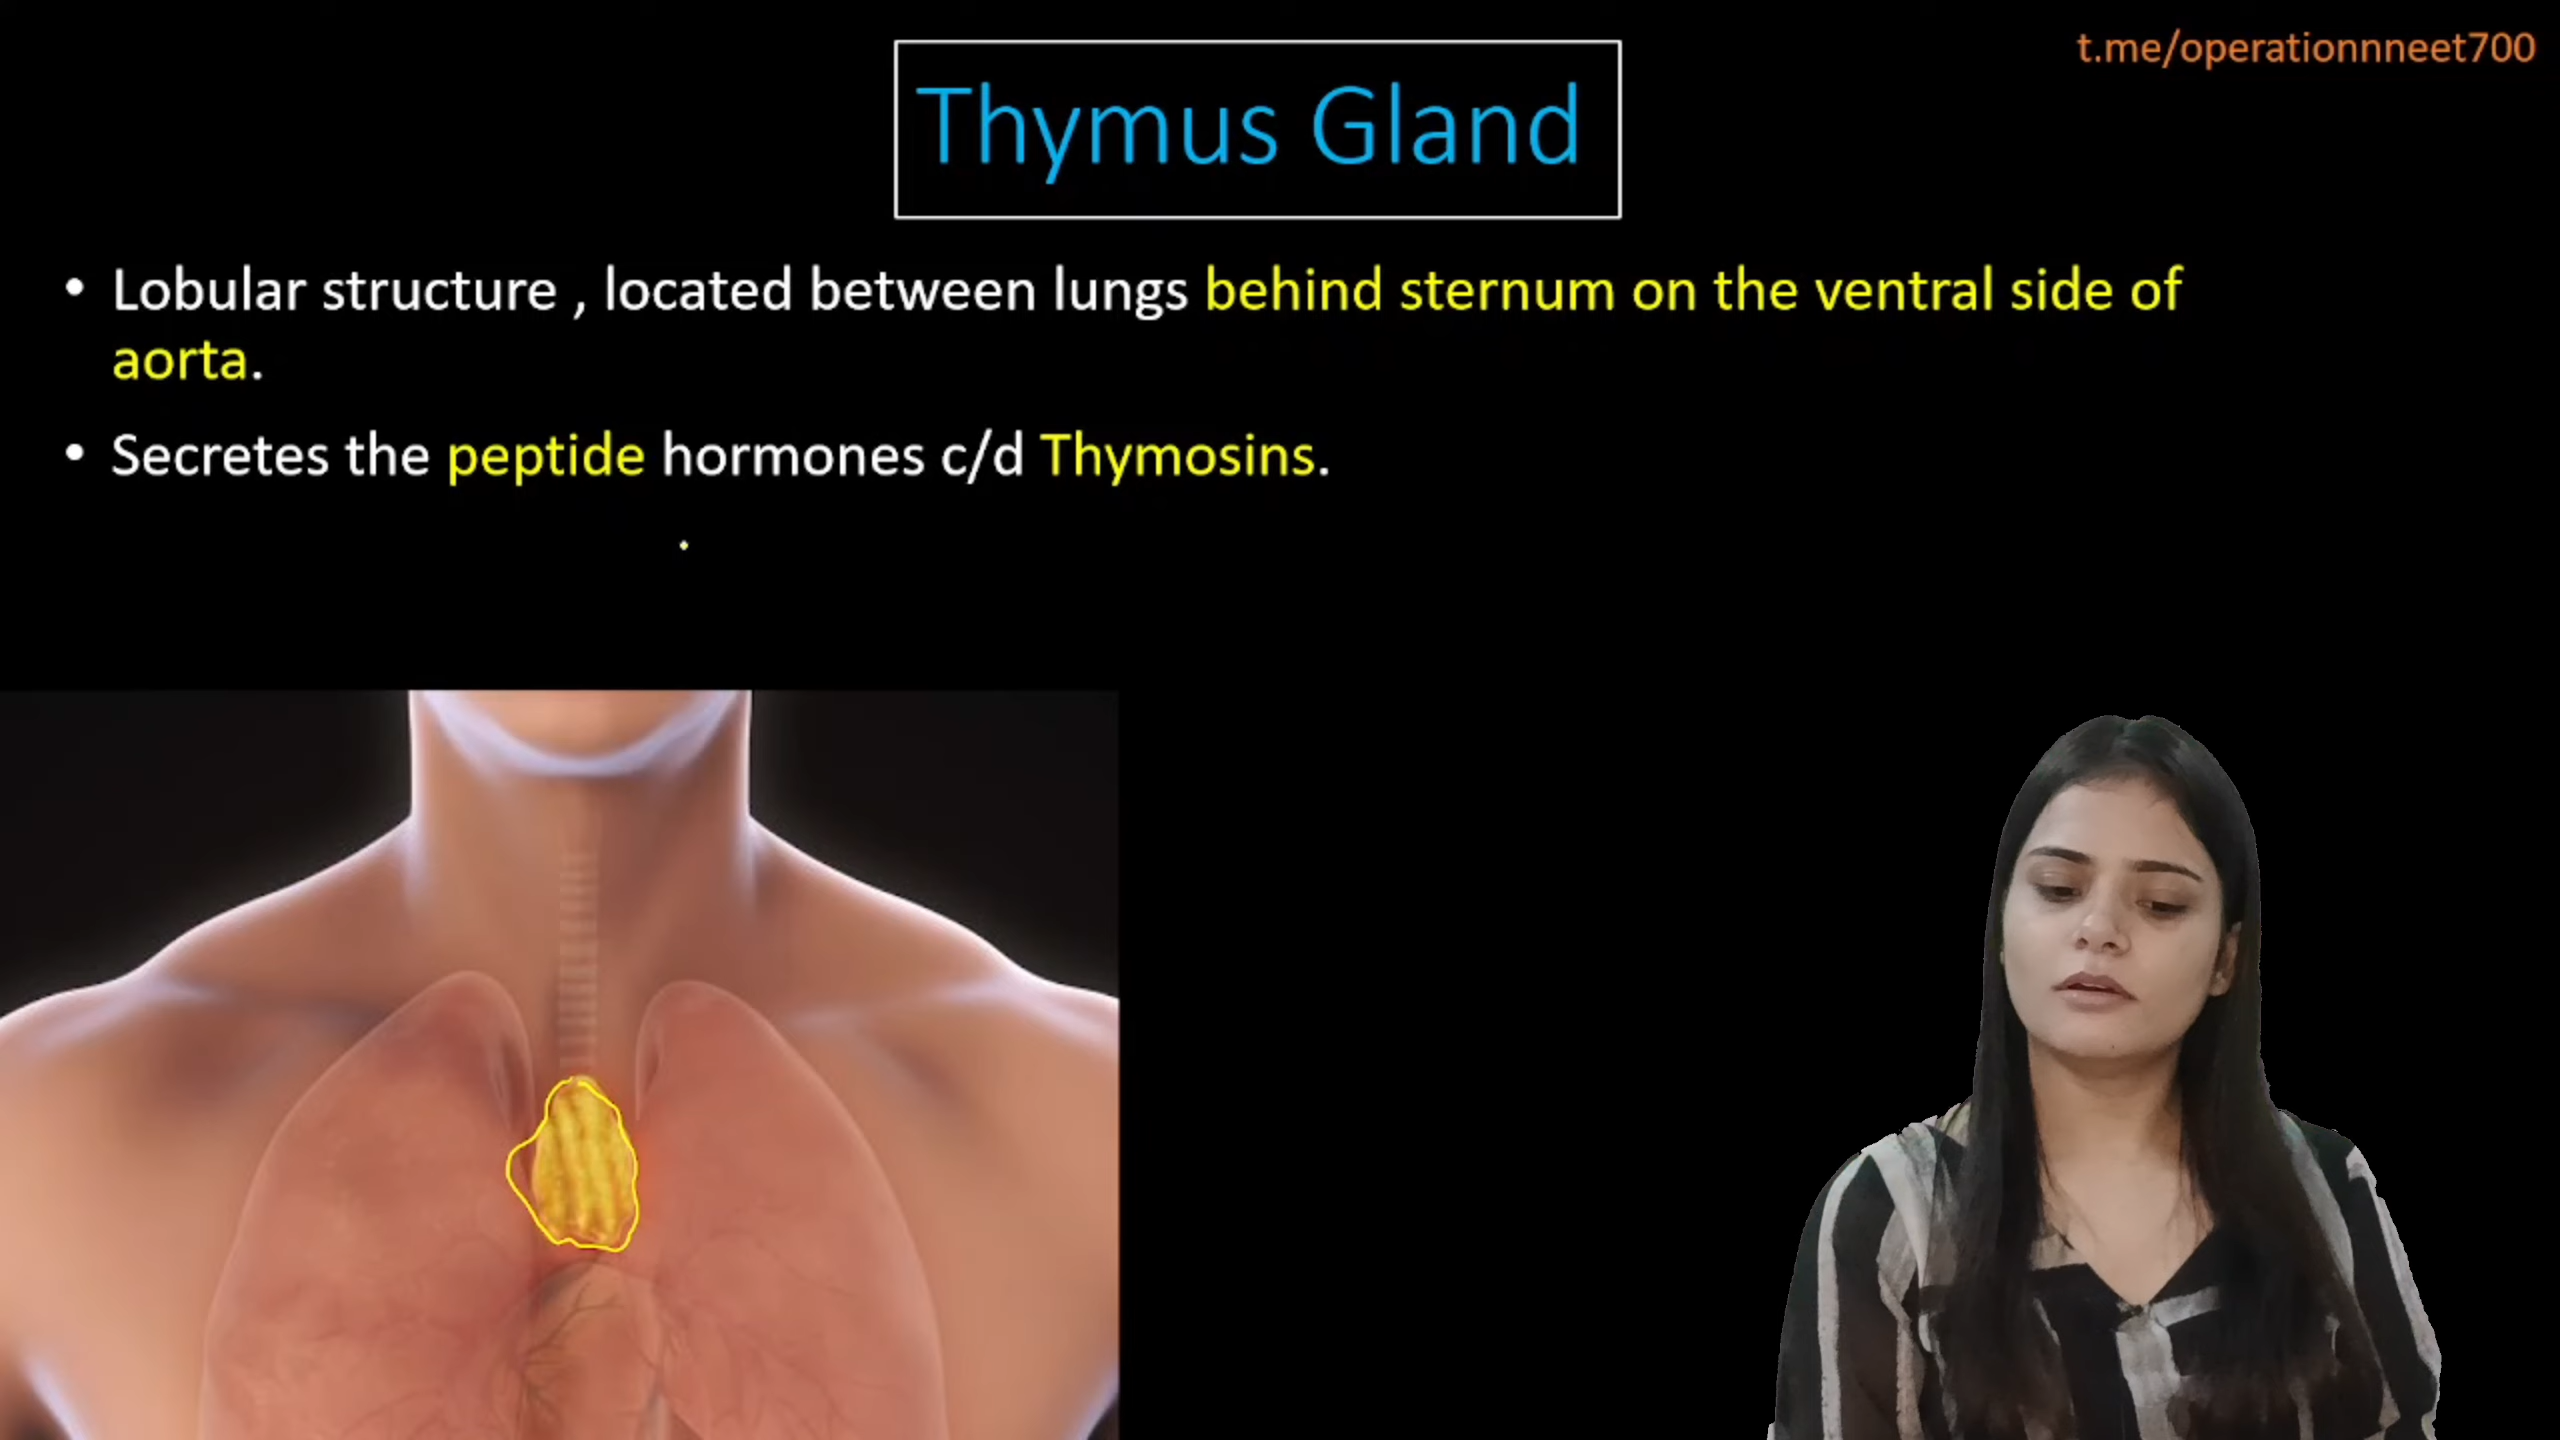 t.me/operationnneet700
Thymus Gland
• Lobular structure , located between lungs behind sternum on the ventral side of
aorta.
• Secretes the peptide hormones c/d Thymosins.